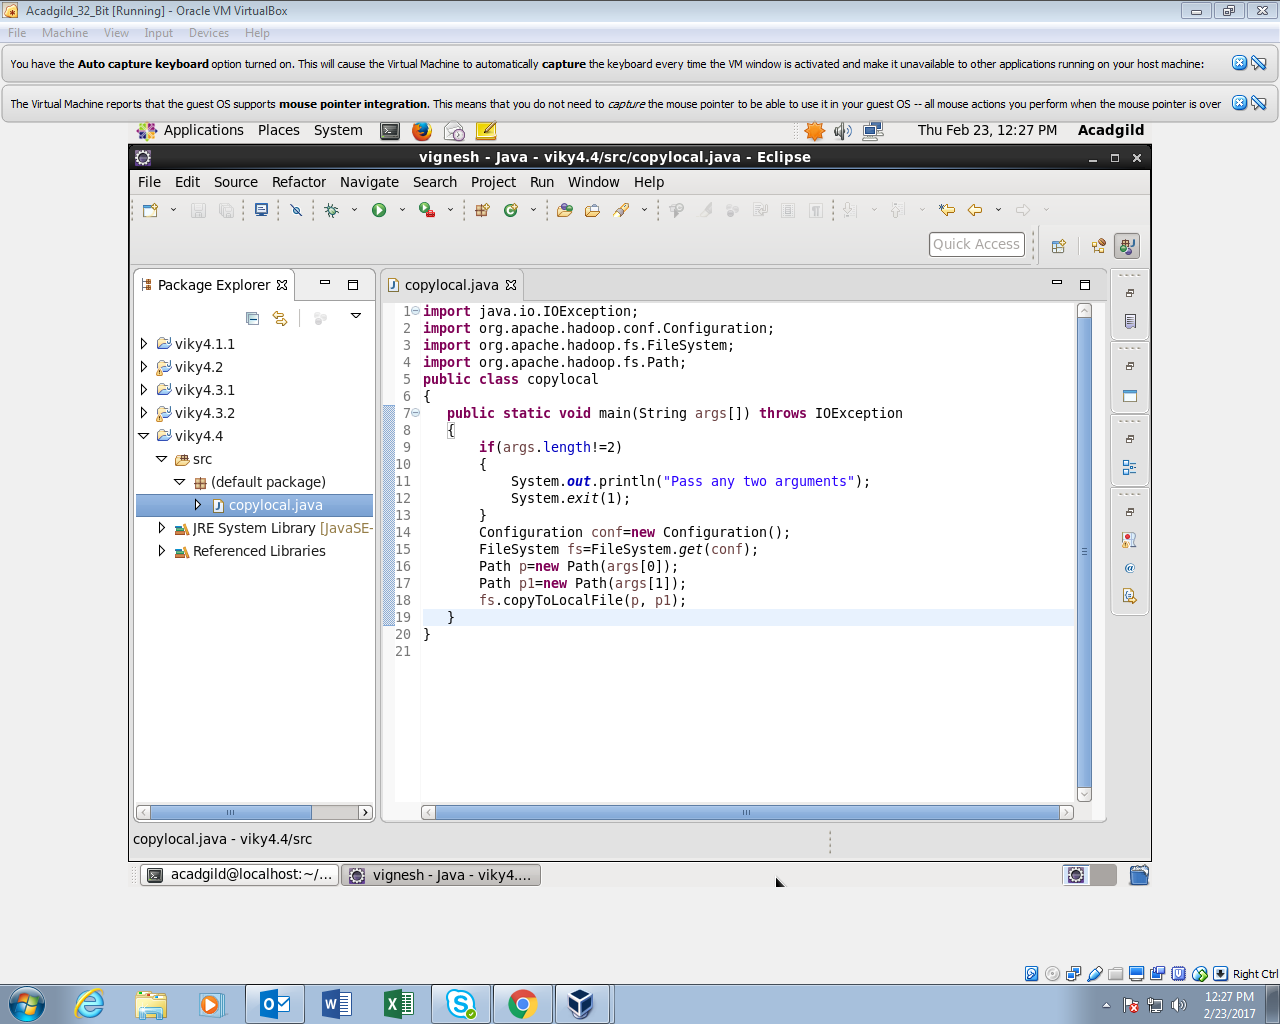 Acadgild_32_Bit [Running] - Oracle VM VirtualBox
File Machine View Input Devices Help
You have the Auto capture keyboard option turned on. This will cause the Virtual Machine to automatically capture the keyboard every time the VM window is activated and make it unavailable to other applications running on your host machine:
The Virtual Machine reports that the guest OS supports mouse pointer integration. This means that you do not need to capture the mouse pointer to be able to use it in your guest OS -- all mouse actions you perform when the mouse pointer is over
Applications Places System Thu Feb 23, 12:27 PM Acadgild
vignesh - Java - viky4.4/src/copylocal.java - Eclipse
File Edit Source Refactor Navigate Search Project Run Window Help
Quick Access
Package Explorer
viky4.1.1
viky4.2
viky4.3.1
viky4.3.2
viky4.4
src
(default package)
copylocal.java
JRE System Library [JavaSE-
Referenced Libraries
copylocal.java
1 import java.io.IOException;
2 import org.apache.hadoop.conf.Configuration;
3 import org.apache.hadoop.fs.FileSystem;
4 import org.apache.hadoop.fs.Path;
5 public class copylocal
6 {
7 public static void main(String args[]) throws IOException
8 {
9 if(args.length!=2)
10 {
11 System.out.println("Pass any two arguments");
12 System.exit(1);
13 }
14 Configuration conf=new Configuration();
15 FileSystem fs=FileSystem.get(conf);
16 Path p=new Path(args[0]);
17 Path p1=new Path(args[1]);
18 fs.copyToLocalFile(p, p1);
19 }
20 }
21
copylocal.java - viky4.4/src
acadgild@localhost:~/... vignesh - Java - viky4....
Right Ctrl
12:27 PM
2/23/2017